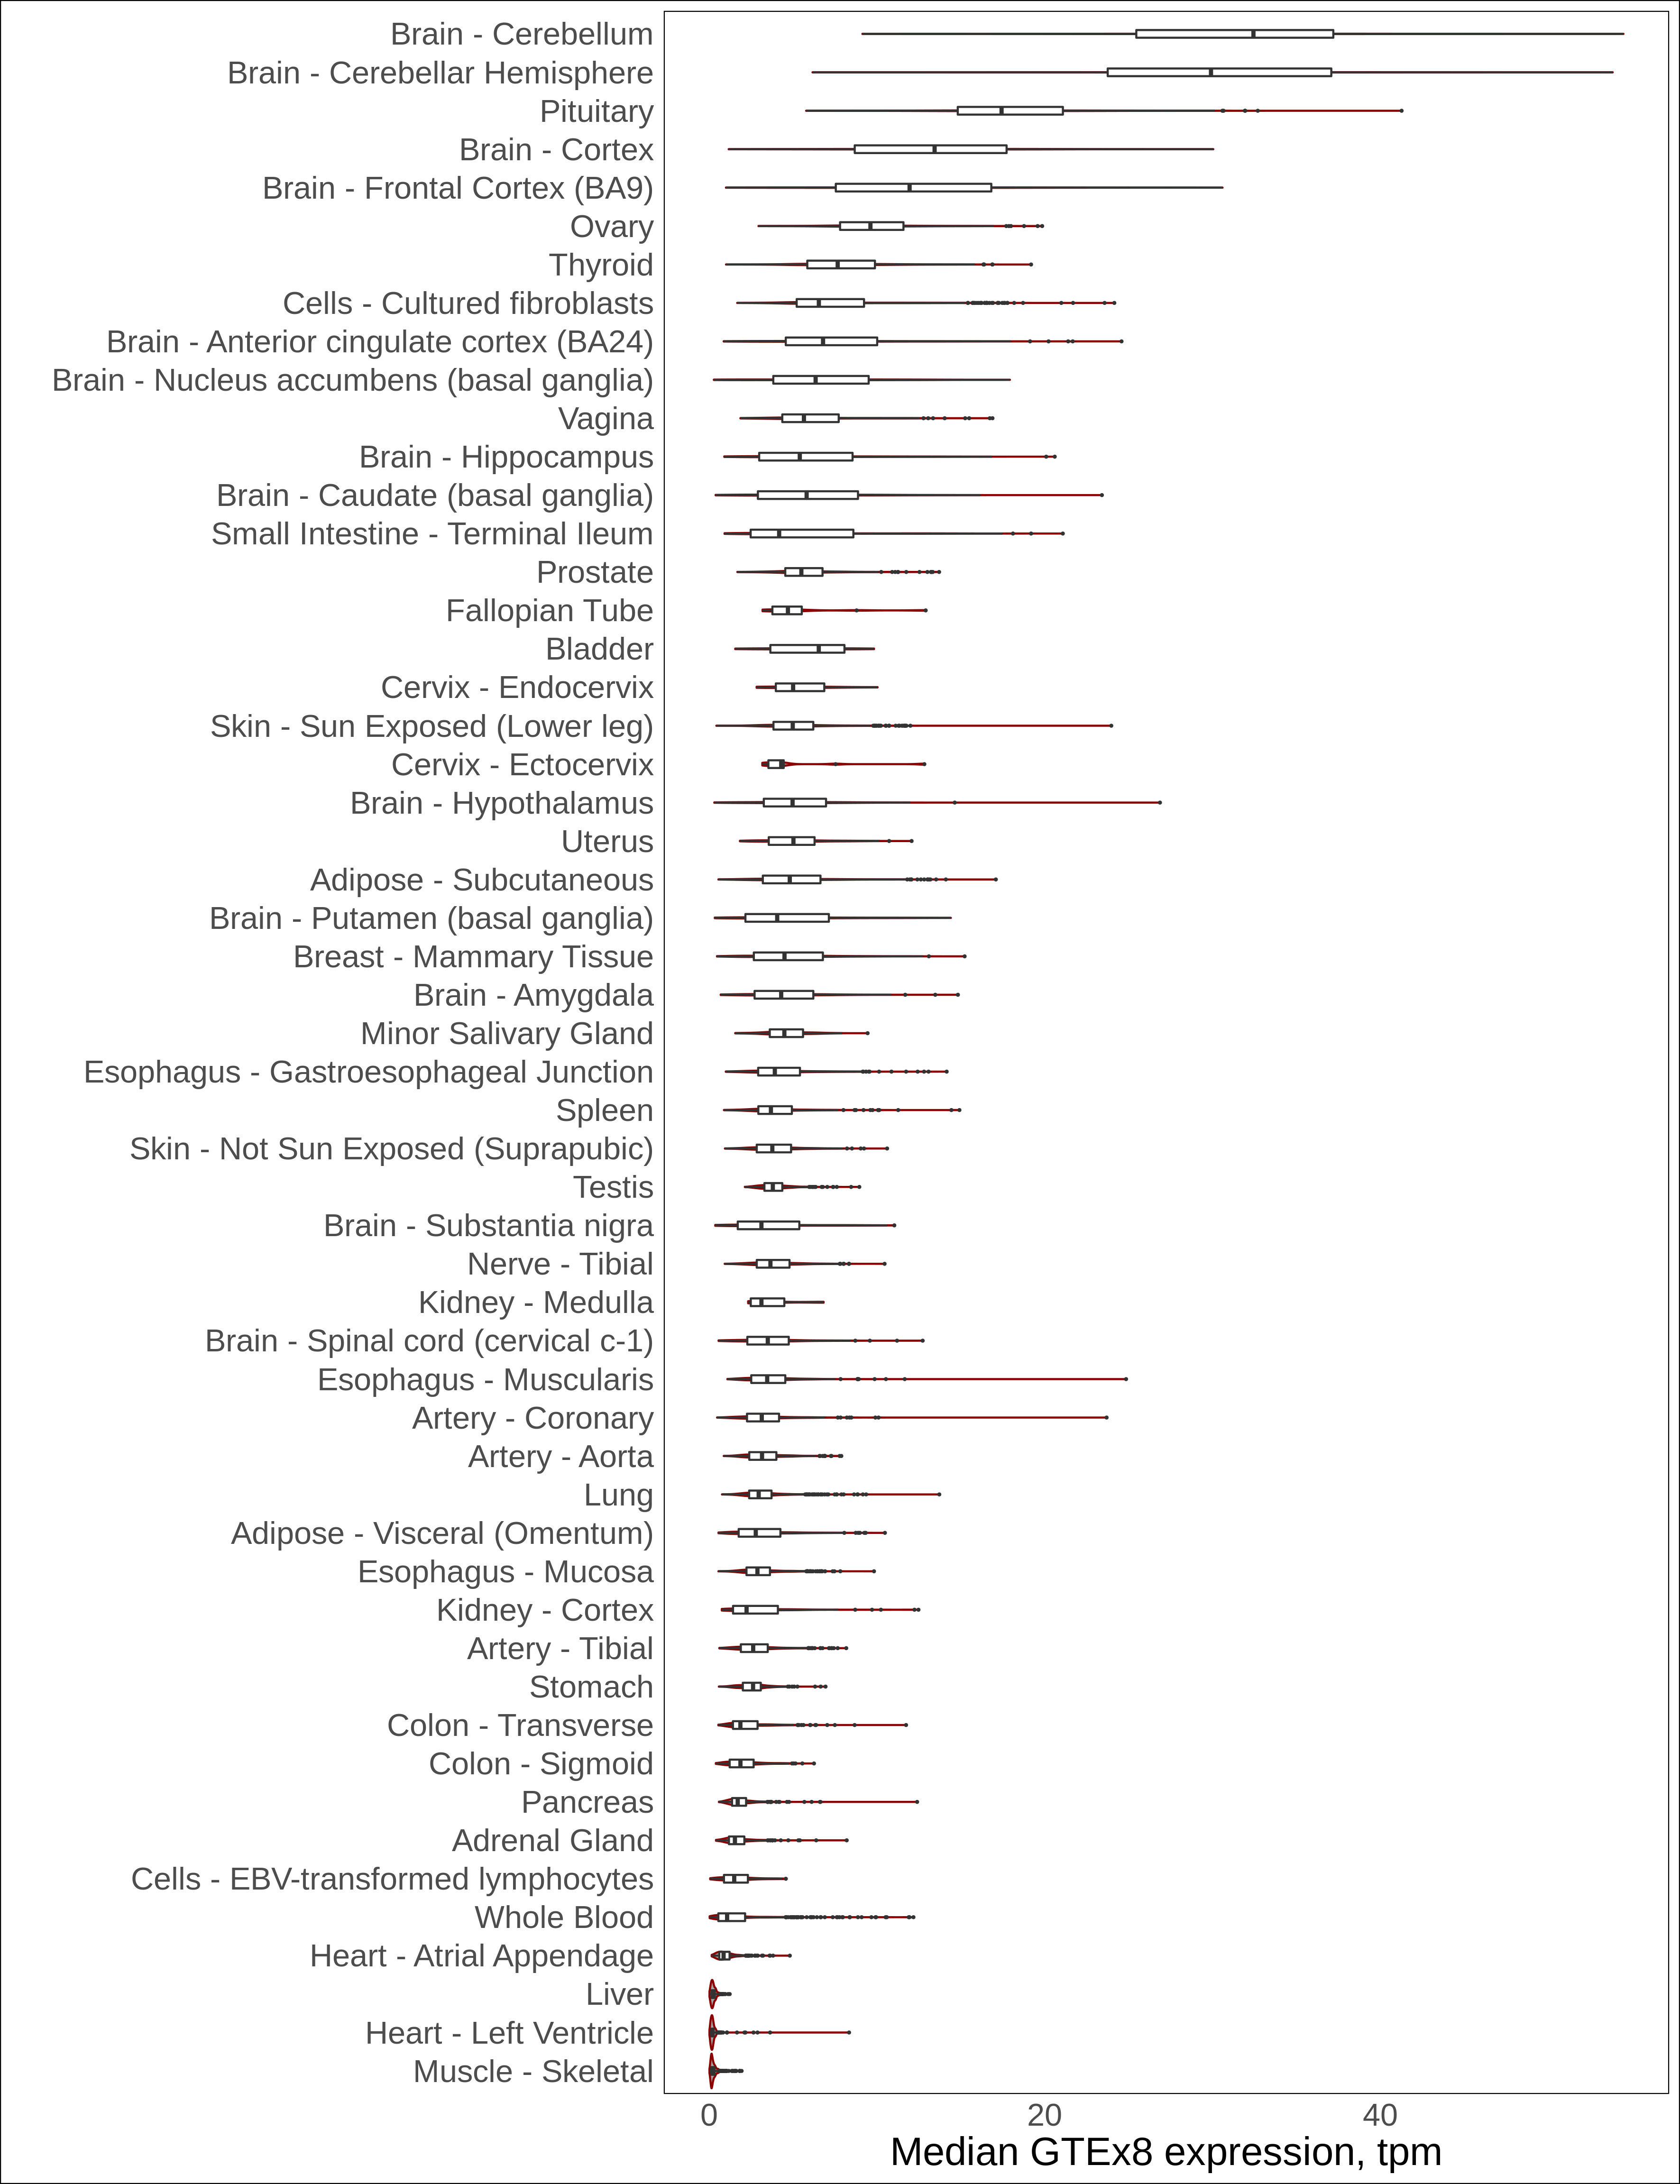 Brain - Cerebellum
Brain - Cerebellar Hemisphere
Pituitary
Brain - Cortex
Brain - Frontal Cortex (BA9)
Ovary
Thyroid
Cells - Cultured fibroblasts
Brain - Anterior cingulate cortex (BA24)
Brain - Nucleus accumbens (basal ganglia)
Vagina
Brain - Hippocampus
Brain - Caudate (basal ganglia)
Small Intestine - Terminal Ileum
Prostate
Fallopian Tube
Bladder
Cervix - Endocervix
Skin - Sun Exposed (Lower leg)
Cervix - Ectocervix
Brain - Hypothalamus
Uterus
Adipose - Subcutaneous
Brain - Putamen (basal ganglia)
Breast - Mammary Tissue
Brain - Amygdala
Minor Salivary Gland
Esophagus - Gastroesophageal Junction
Spleen
Skin - Not Sun Exposed (Suprapubic)
Testis
Brain - Substantia nigra
Nerve - Tibial
Kidney - Medulla
Brain - Spinal cord (cervical c-1)
Esophagus - Muscularis
Artery - Coronary
Artery - Aorta
Lung
Adipose - Visceral (Omentum)
Esophagus - Mucosa
Kidney - Cortex
Artery - Tibial
Stomach
Colon - Transverse
Colon - Sigmoid
Pancreas
Adrenal Gland
Cells - EBV-transformed lymphocytes
Whole Blood
Heart - Atrial Appendage
Liver
Heart - Left Ventricle
Muscle - Skeletal
0 20 40
Median GTEx8 expression, tpm